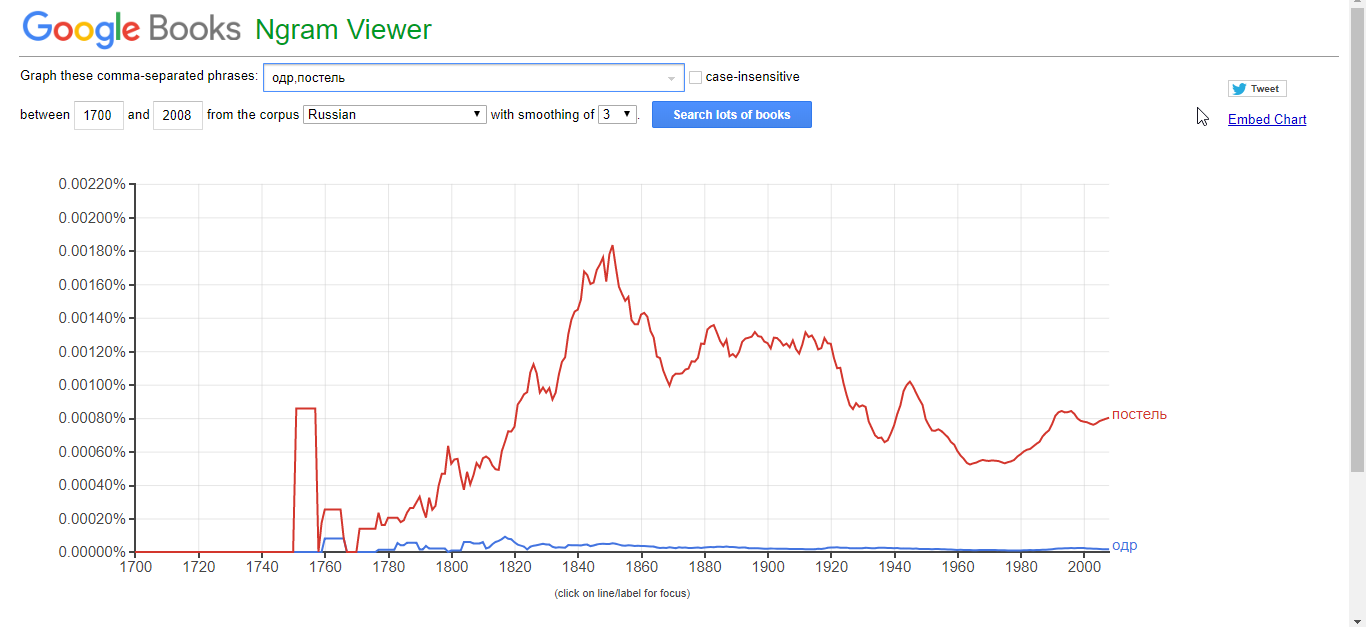 Google Books Ngram Viewer
Graph these comma-separated phrases: одр,постель case-insensitive
between 1700 and 2008 from the corpus Russian with smoothing of 3 . Search lots of books
Tweet
Embed Chart
0.00220%
0.00200%
0.00180%
0.00160%
0.00140%
0.00120%
0.00100%
0.00080%
0.00060%
0.00040%
0.00020%
0.00000%
постель
одр
1700 1720 1740 1760 1780 1800 1820 1840 1860 1880 1900 1920 1940 1960 1980 2000
(click on line/label for focus)